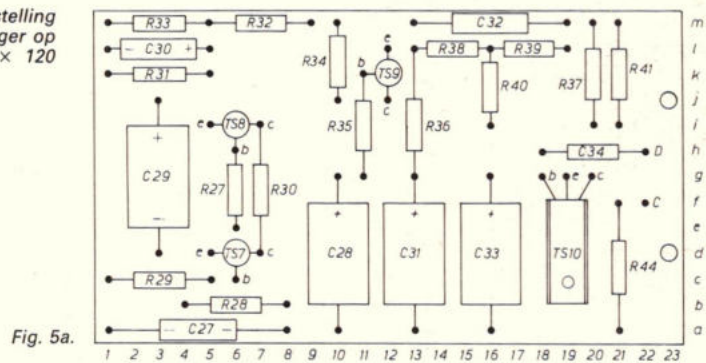 stelling
ger op
× 120
R33 R32 C32 m
- C30 + R34 e R38 R39 l
R31 b TS9 R40 R37 R41 k
c j
+ e TS8 c R35 R36 i
b C34 D h
C29 R27 R30 b e c g
+ + + C f
- e
e TS7 c C28 C31 C33 TS10 R44 d
R29 b c
R28 b
- C27 - a
Fig. 5a.
1 2 3 4 5 6 7 8 9 10 11 12 13 14 15 16 17 18 19 20 21 22 23